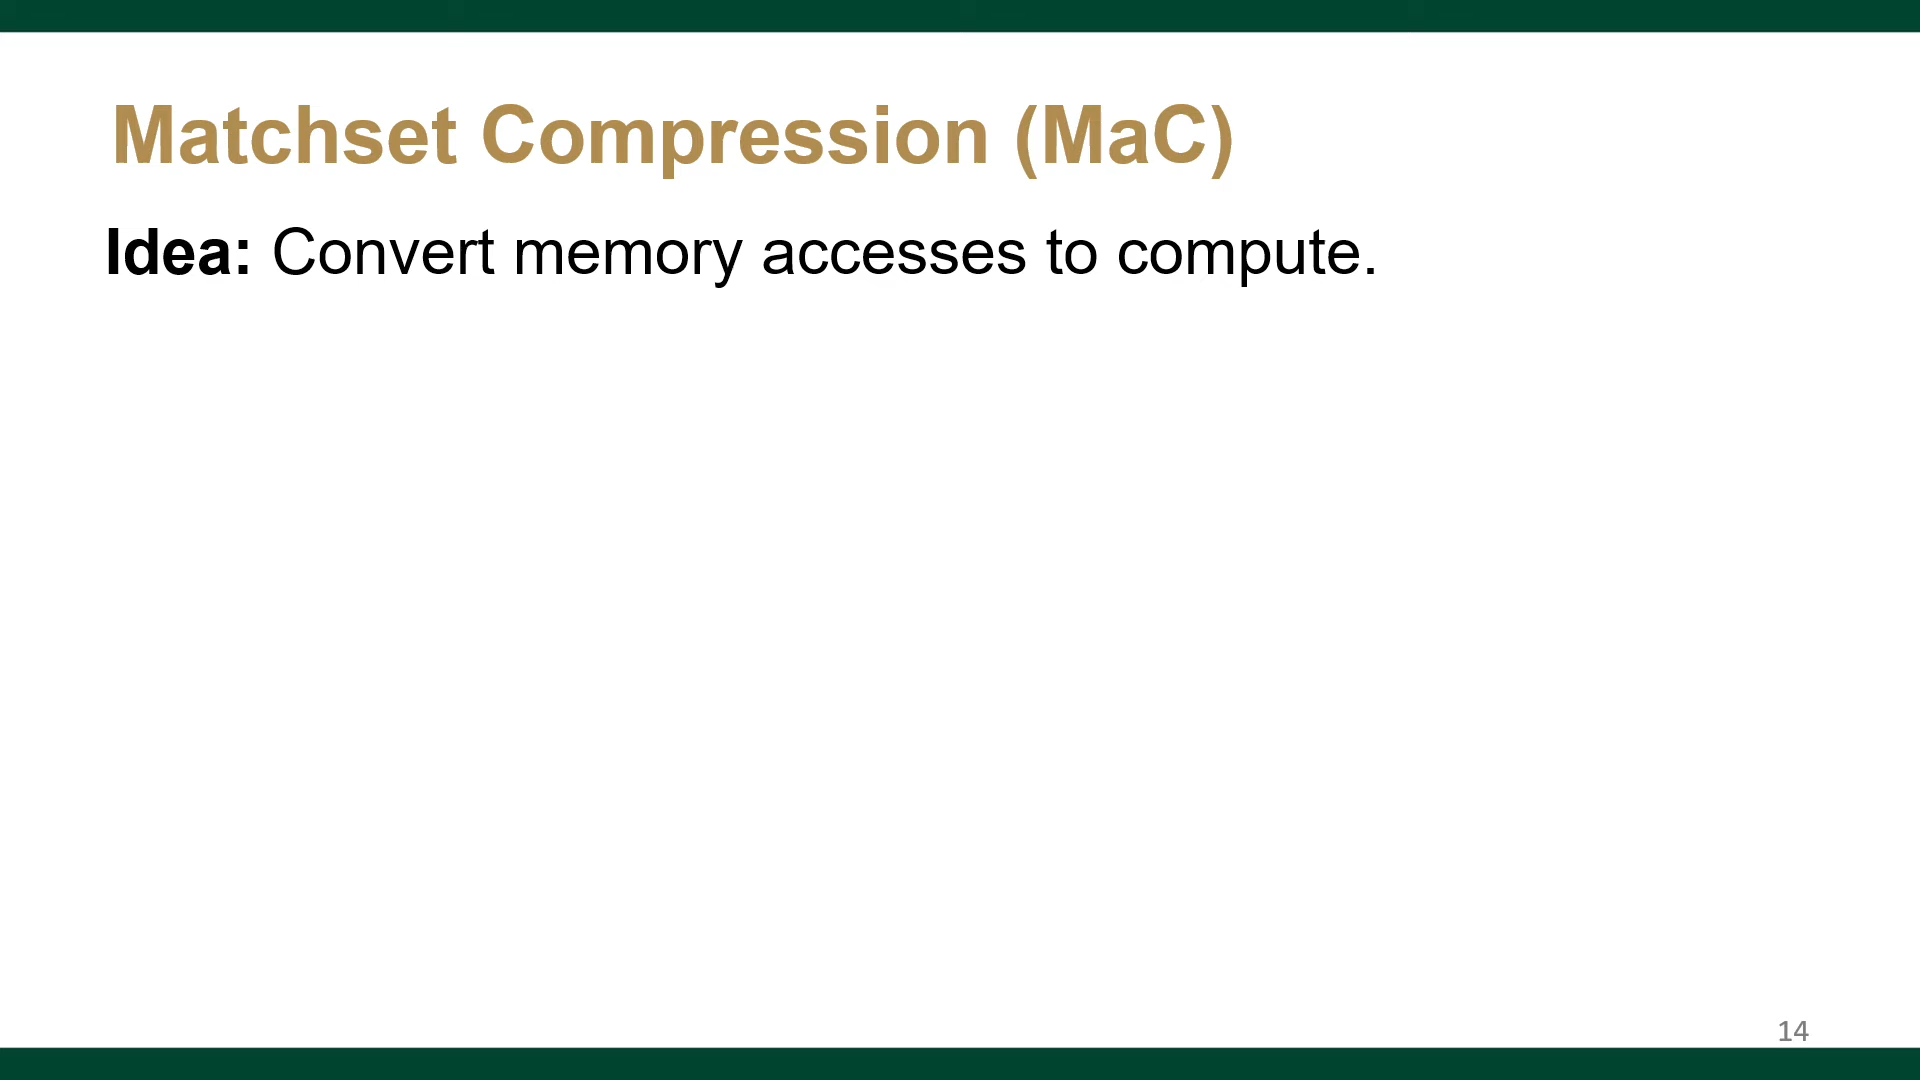 Matchset Compression (MaC)
Idea: Convert memory accesses to compute.
14